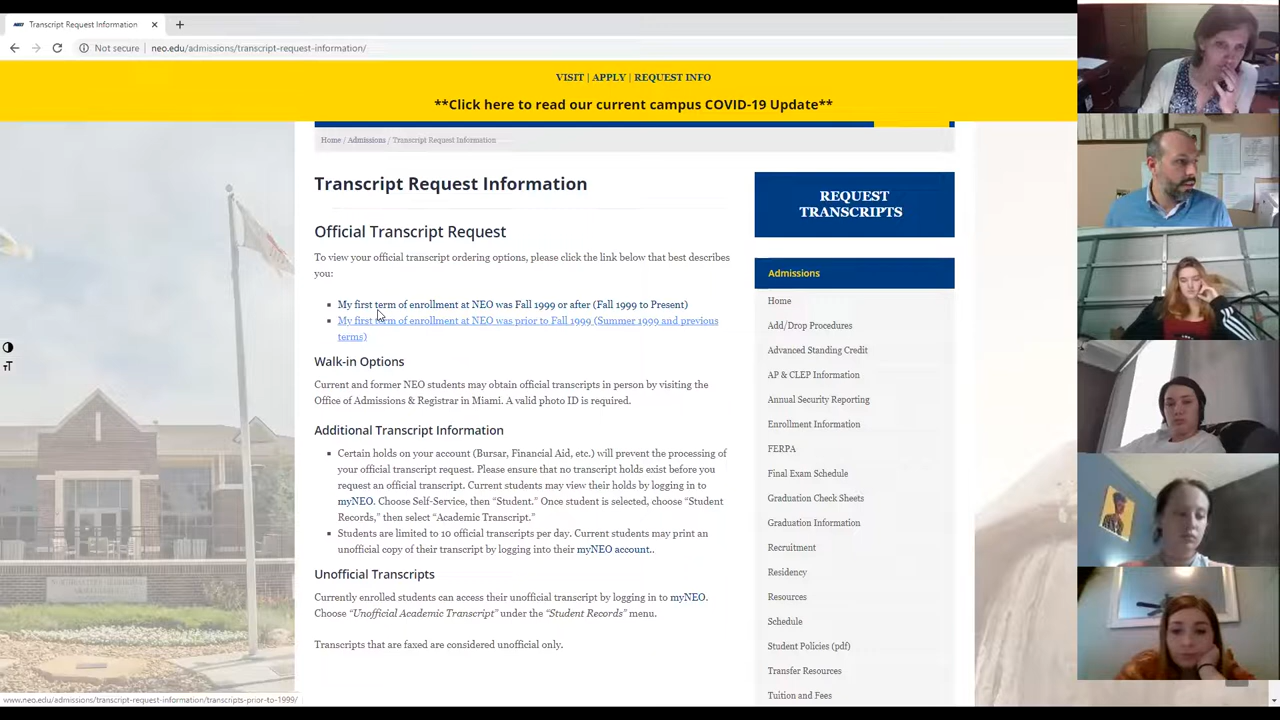 Transcript Request Information
Not secure | neo.edu/admissions/transcript-request-information/
VISIT | APPLY | REQUEST INFO
**Click here to read our current campus COVID-19 Update**
Home / Admissions / Transcript Request Information
Transcript Request Information
Official Transcript Request
To view your official transcript ordering options, please click the link below that best describes
you:
My first term of enrollment at NEO was Fall 1999 or after (Fall 1999 to Present)
My first term of enrollment at NEO was prior to Fall 1999 (Summer 1999 and previous
terms)
Walk-in Options
Current and former NEO students may obtain official transcripts in person by visiting the
Office of Admissions & Registrar in Miami. A valid photo ID is required.
Additional Transcript Information
Certain holds on your account (Bursar, Financial Aid, etc.) will prevent the processing of
your official transcript request. Please ensure that no transcript holds exist before you
request an official transcript. Current students may view their holds by logging in to
myNEO. Choose Self-Service, then “Student.” Once student is selected, choose “Student
Records,” then select “Academic Transcript.”
Students are limited to 10 official transcripts per day. Current students may print an
unofficial copy of their transcript by logging into their myNEO account..
Unofficial Transcripts
Currently enrolled students can access their unofficial transcript by logging in to myNEO.
Choose “Unofficial Academic Transcript” under the “Student Records” menu.
Transcripts that are faxed are considered unofficial only.
REQUEST
TRANSCRIPTS
Admissions
Home
Add/Drop Procedures
Advanced Standing Credit
AP & CLEP Information
Annual Security Reporting
Enrollment Information
FERPA
Final Exam Schedule
Graduation Check Sheets
Graduation Information
Recruitment
Residency
Resources
Schedule
Student Policies (pdf)
Transfer Resources
Tuition and Fees
www.neo.edu/admissions/transcript-request-information/transcripts-prior-to-1999/